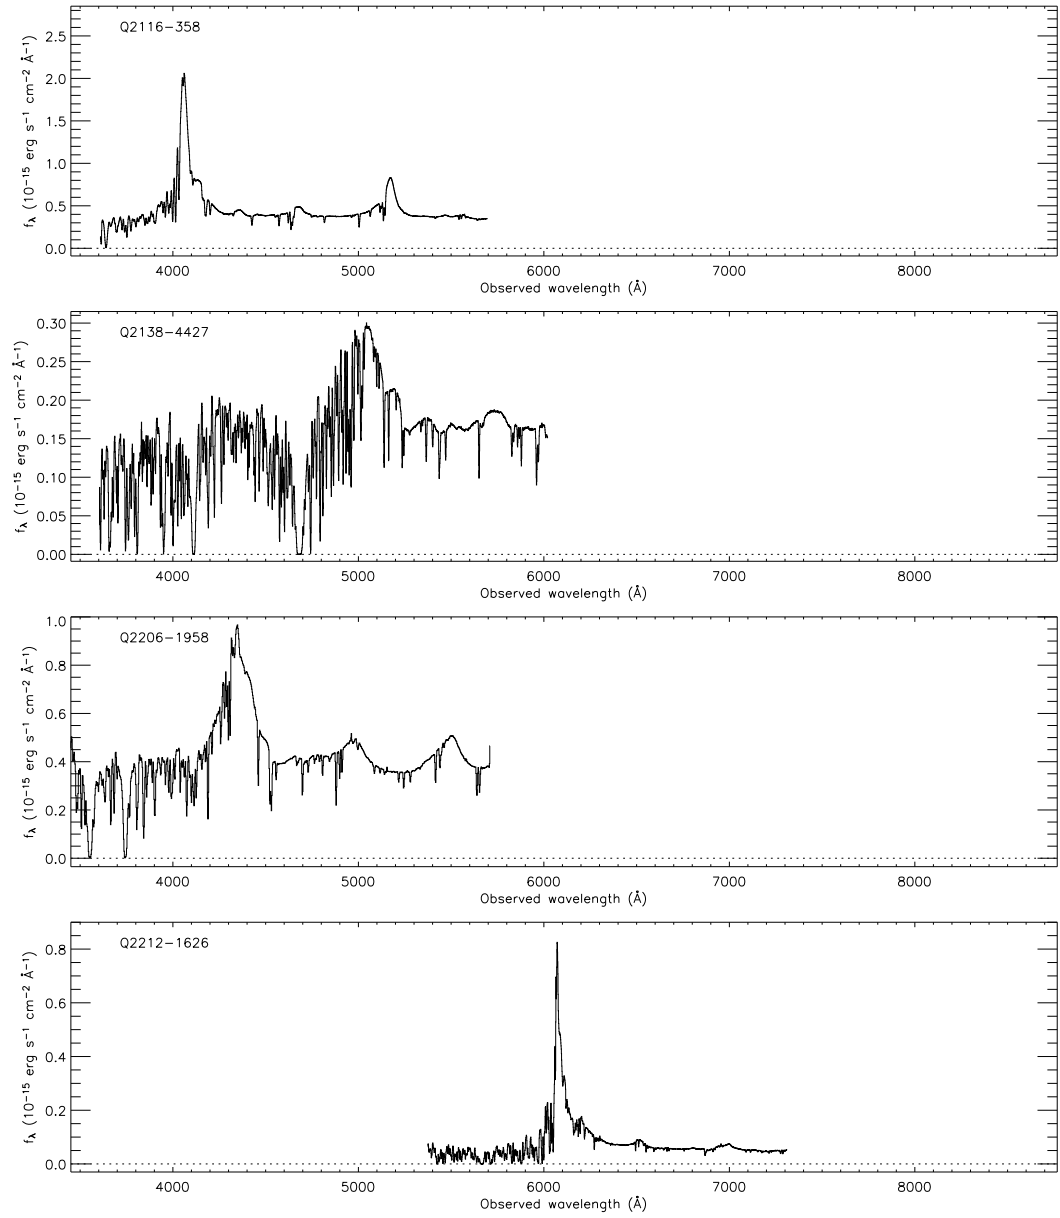 Q2116−358
2.5
2.0
1.5
1.0
0.5
0.0
fλ (10−15 erg s−1 cm−2 Å−1)
4000 5000 6000 7000 8000
Observed wavelength (Å)
Q2138−4427
0.30
0.25
0.20
0.15
0.10
0.05
0.00
fλ (10−15 erg s−1 cm−2 Å−1)
4000 5000 6000 7000 8000
Observed wavelength (Å)
Q2206−1958
1.0
0.8
0.6
0.4
0.2
0.0
fλ (10−15 erg s−1 cm−2 Å−1)
4000 5000 6000 7000 8000
Observed wavelength (Å)
Q2212−1626
0.8
0.6
0.4
0.2
0.0
fλ (10−15 erg s−1 cm−2 Å−1)
4000 5000 6000 7000 8000
Observed wavelength (Å)